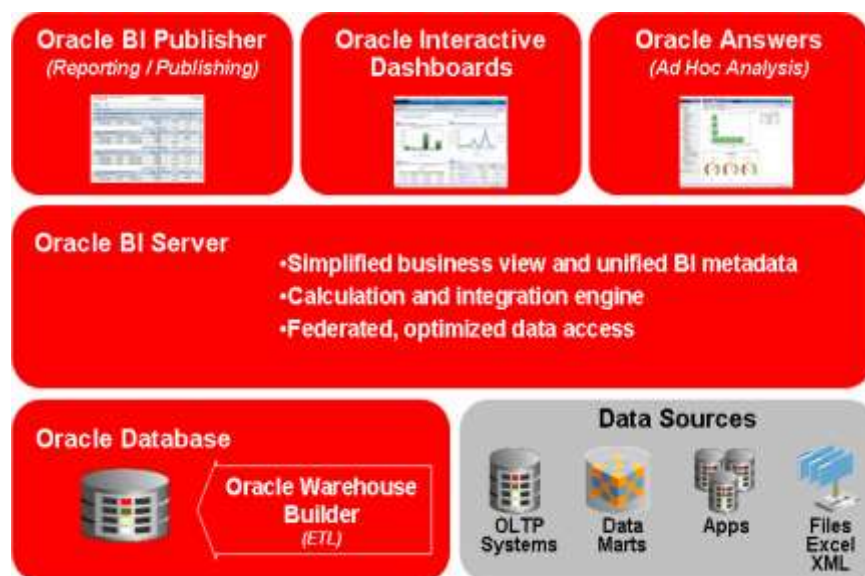 Oracle BI Publisher
(Reporting / Publishing)
Oracle Interactive
Dashboards
Oracle Answers
(Ad Hoc Analysis)
Oracle BI Server
•Simplified business view and unified BI metadata
•Calculation and integration engine
•Federated, optimized data access
Oracle Database
Oracle Warehouse
Builder
(ETL)
Data Sources
OLTP
Systems
Data
Marts
Apps
Files
Excel
XML